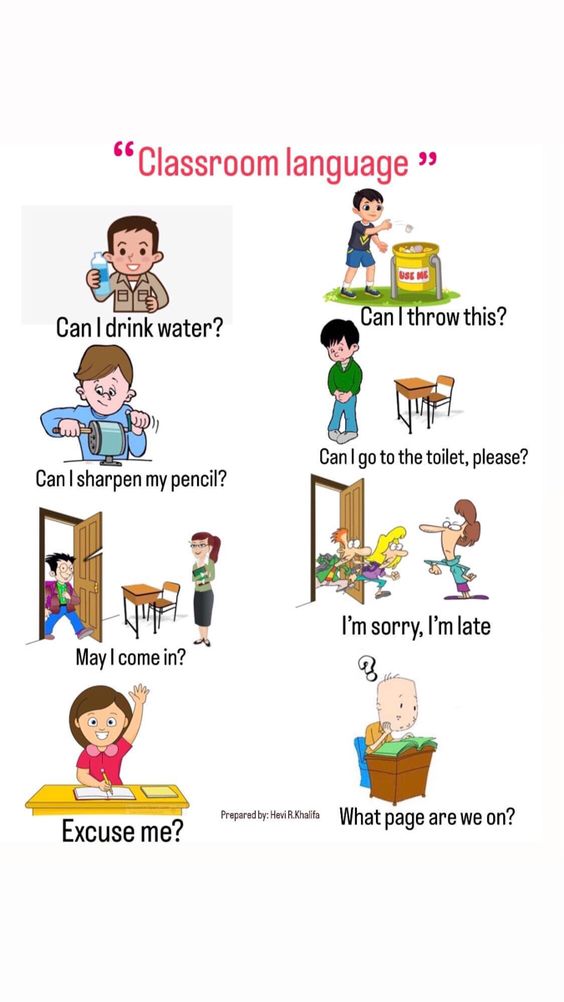 “Classroom language”
Can I drink water?
USE ME
Can I throw this?
Can I sharpen my pencil?
Can I go to the toilet, please?
May I come in?
I'm sorry, I'm late
?
Excuse me?
Prepared by: Hevi R.Khalifa
What page are we on?